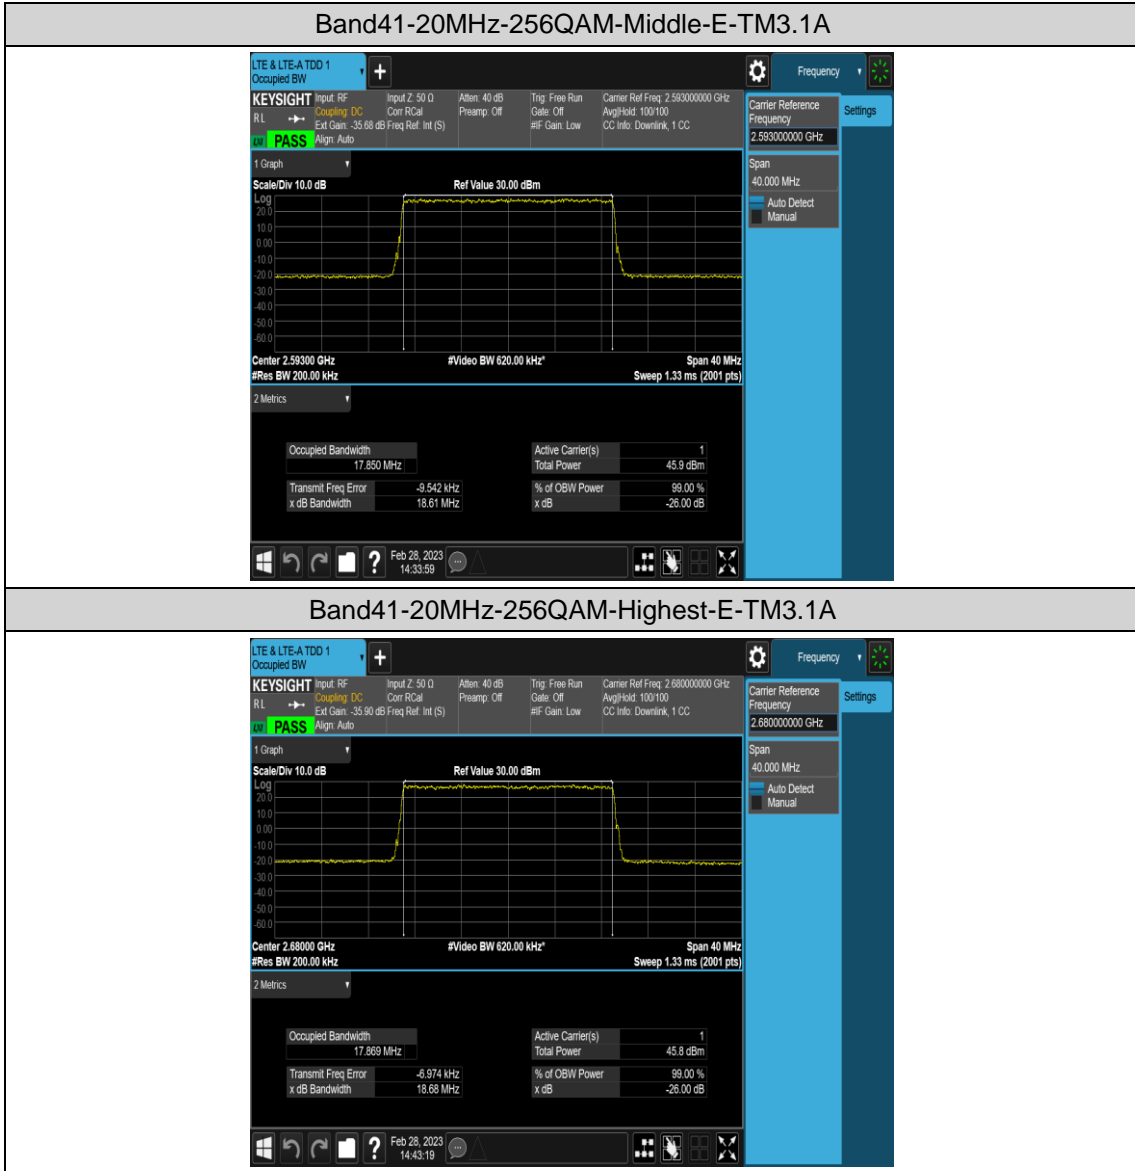 Band41-20MHz-256QAM-Middle-E-TM3.1A
LTE & LTE-A TDD 1
Occupied BW
Frequency
KEYSIGHT
RL
PASS
Input: RF
Coupling: DC
Ext Gain: -35.68 dB
Align: Auto
Input Z: 50 Ω
Corr RCal
Freq Ref: Int (S)
Atten: 40 dB
Preamp: Off
Trig: Free Run
Gate: Off
#IF Gain: Low
Carrier Ref Freq: 2.593000000 GHz
Avg|Hold: 100/100
CC Info: Downlink, 1 CC
Carrier Reference
Frequency
2.593000000 GHz
Settings
Span
40.000 MHz
Auto Detect
Manual
1 Graph
Scale/Div 10.0 dB
Ref Value 30.00 dBm
Log
20.0
10.0
0.00
-10.0
-20.0
-30.0
-40.0
-50.0
-60.0
Center 2.59300 GHz
#Video BW 620.00 kHz*
Span 40 MHz
#Res BW 200.00 kHz
Sweep 1.33 ms (2001 pts)
2 Metrics
Occupied Bandwidth
17.850 MHz
Active Carrier(s) 1
Total Power 45.9 dBm
Transmit Freq Error -9.542 kHz
x dB Bandwidth 18.61 MHz
% of OBW Power 99.00 %
x dB -26.00 dB
?
Feb 28, 2023
14:33:59
Band41-20MHz-256QAM-Highest-E-TM3.1A
LTE & LTE-A TDD 1
Occupied BW
Frequency
KEYSIGHT
RL
PASS
Input: RF
Coupling: DC
Ext Gain: -35.90 dB
Align: Auto
Input Z: 50 Ω
Corr RCal
Freq Ref: Int (S)
Atten: 40 dB
Preamp: Off
Trig: Free Run
Gate: Off
#IF Gain: Low
Carrier Ref Freq: 2.680000000 GHz
Avg|Hold: 100/100
CC Info: Downlink, 1 CC
Carrier Reference
Frequency
2.680000000 GHz
Settings
Span
40.000 MHz
Auto Detect
Manual
1 Graph
Scale/Div 10.0 dB
Ref Value 30.00 dBm
Log
20.0
10.0
0.00
-10.0
-20.0
-30.0
-40.0
-50.0
-60.0
Center 2.68000 GHz
#Video BW 620.00 kHz*
Span 40 MHz
#Res BW 200.00 kHz
Sweep 1.33 ms (2001 pts)
2 Metrics
Occupied Bandwidth
17.869 MHz
Active Carrier(s) 1
Total Power 45.8 dBm
Transmit Freq Error -6.974 kHz
x dB Bandwidth 18.68 MHz
% of OBW Power 99.00 %
x dB -26.00 dB
?
Feb 28, 2023
14:43:19